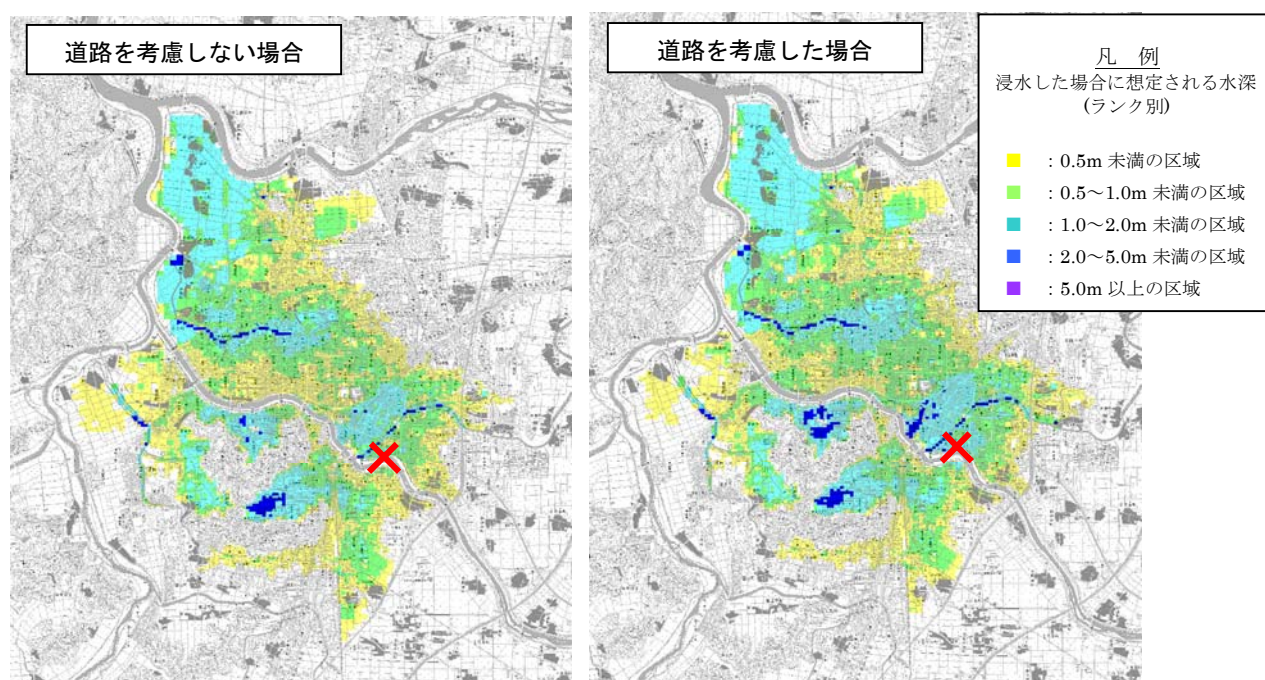 道路を考慮しない場合
道路を考慮した場合
凡 例
浸水した場合に想定される水深
(ランク別)
：0.5m 未満の区域
：0.5～1.0m 未満の区域
：1.0～2.0m 未満の区域
：2.0～5.0m 未満の区域
：5.0m 以上の区域